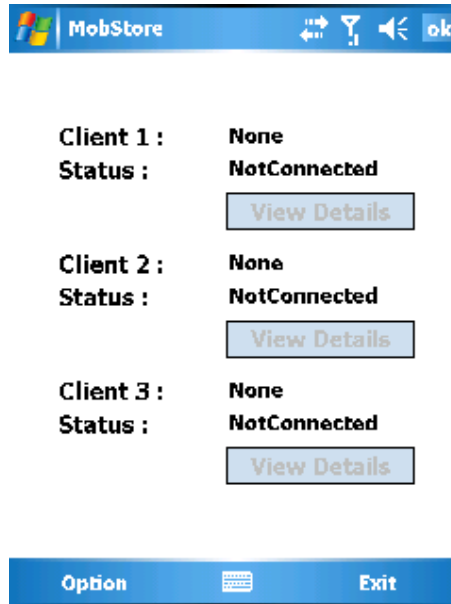 MobStore ok
Client 1 : None
Status : NotConnected
View Details
Client 2 : None
Status : NotConnected
View Details
Client 3 : None
Status : NotConnected
View Details
Option Exit